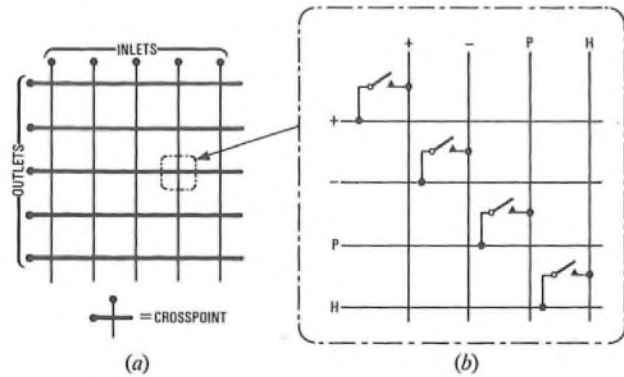 INLETS
OUTLETS
= CROSSPOINT
(a)
+ − P H
+
−
P
H
(b)